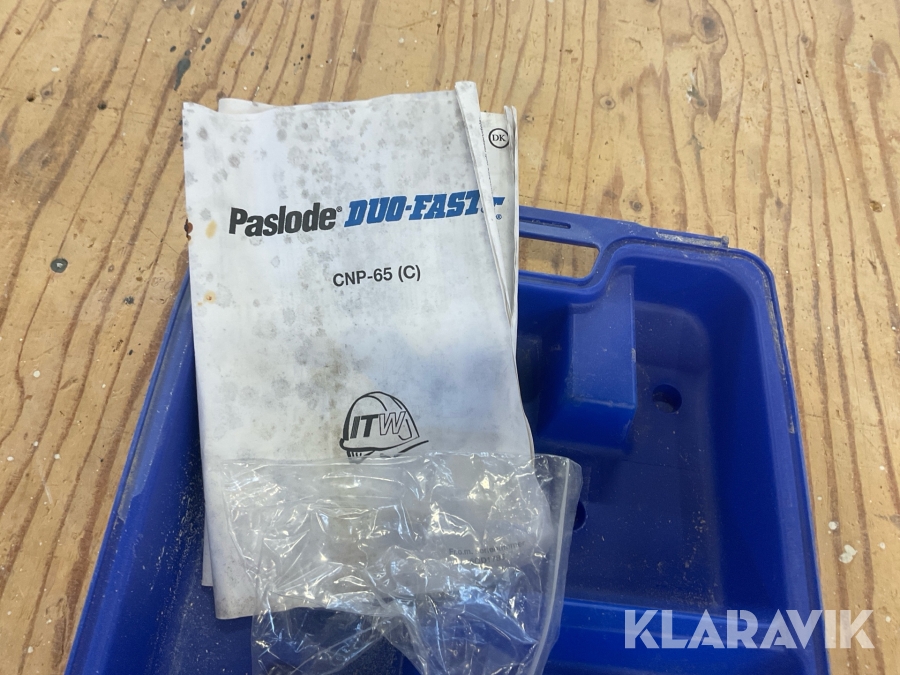 DK
Paslode® DUO-FAST®
CNP-65 (C)
ITW
KLARAVIK